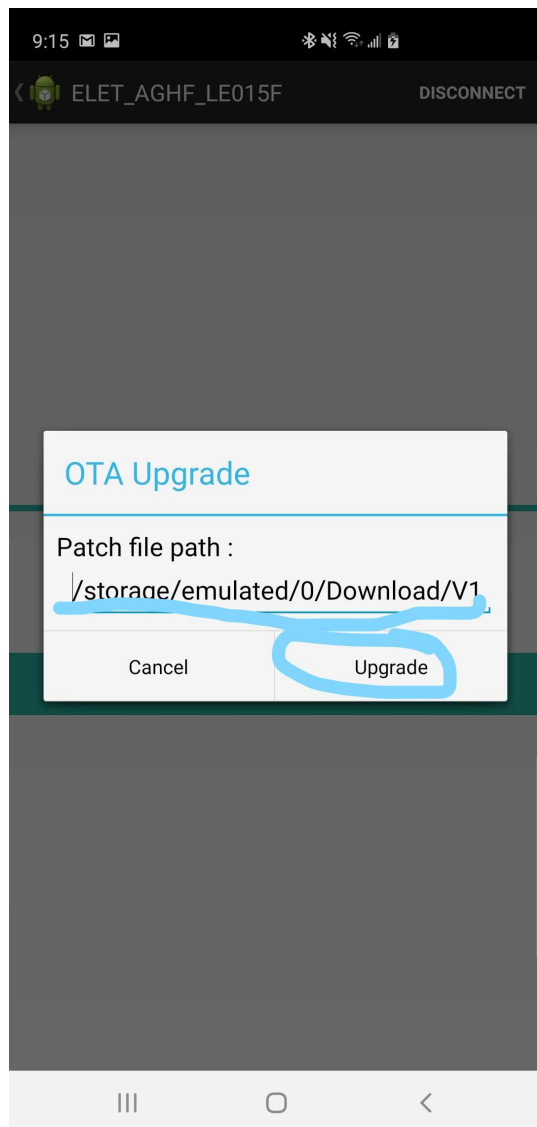 9:15
ELET_AGHF_LE015F
DISCONNECT
OTA Upgrade
Patch file path :
/storage/emulated/0/Download/V1
Cancel
Upgrade